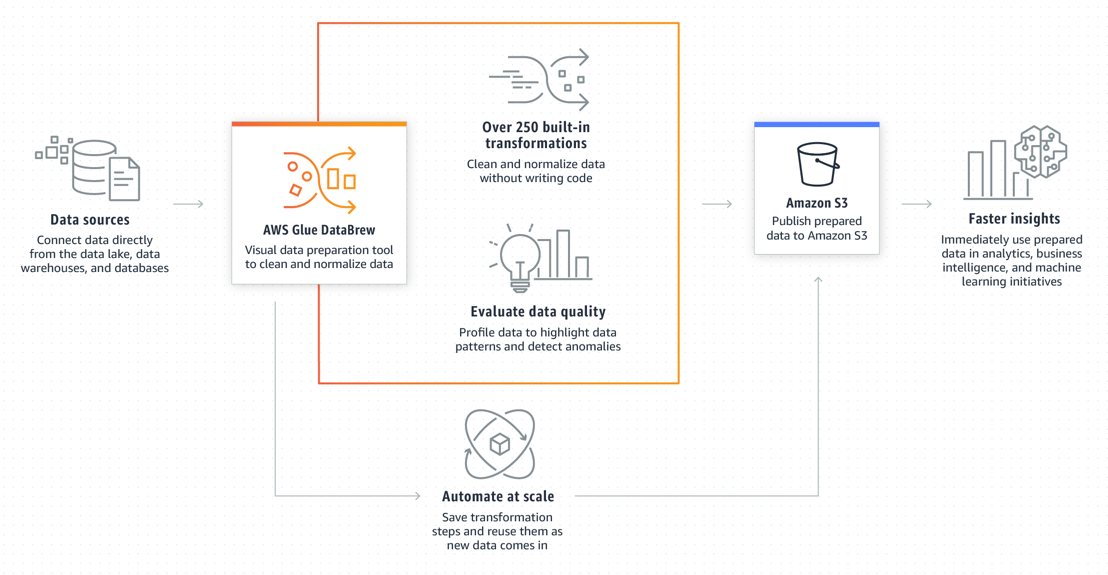 Data sources
Connect data directly
from the data lake, data
warehouses, and databases
AWS Glue DataBrew
Visual data preparation tool
to clean and normalize data
Over 250 built-in
transformations
Clean and normalize data
without writing code
Evaluate data quality
Profile data to highlight data
patterns and detect anomalies
Automate at scale
Save transformation
steps and reuse them as
new data comes in
Amazon S3
Publish prepared
data to Amazon S3
Faster insights
Immediately use prepared
data in analytics, business
intelligence, and machine
learning initiatives